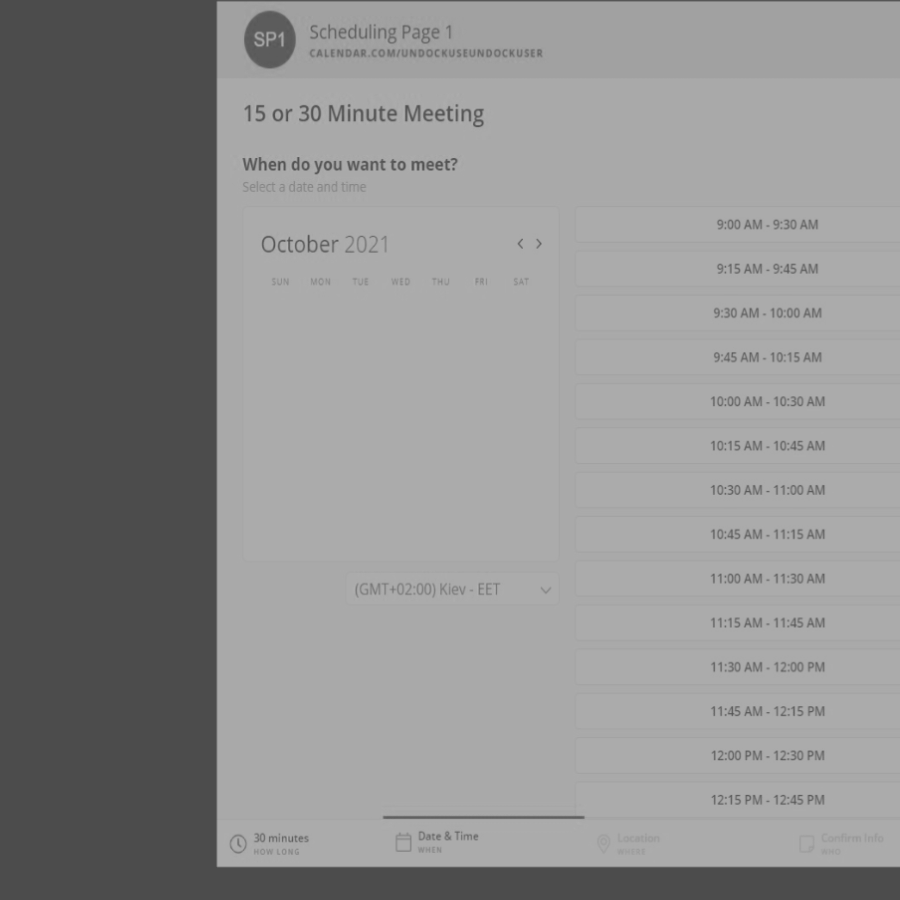 SP1
Scheduling Page 1
CALENDAR.COM/UNDOCKUSEUNDOCKUSER
15 or 30 Minute Meeting
When do you want to meet?
Select a date and time
October 2021
SUN MON TUE WED THU FRI SAT
(GMT+02:00) Kiev - EET
9:00 AM - 9:30 AM
9:15 AM - 9:45 AM
9:30 AM - 10:00 AM
9:45 AM - 10:15 AM
10:00 AM - 10:30 AM
10:15 AM - 10:45 AM
10:30 AM - 11:00 AM
10:45 AM - 11:15 AM
11:00 AM - 11:30 AM
11:15 AM - 11:45 AM
11:30 AM - 12:00 PM
11:45 AM - 12:15 PM
12:00 PM - 12:30 PM
12:15 PM - 12:45 PM
30 minutes
HOW LONG
Date & Time
WHEN
Location
WHERE
Confirm Info
WHO